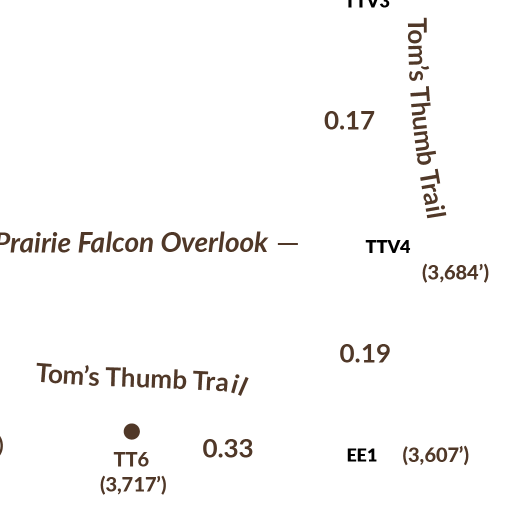 TTV3
Tom's Thumb Trail
0.17
Prairie Falcon Overlook —
TTV4
(3,684’)
0.19
Tom’s Thumb Trail
TT6
(3,717’)
0.33
EE1
(3,607’)